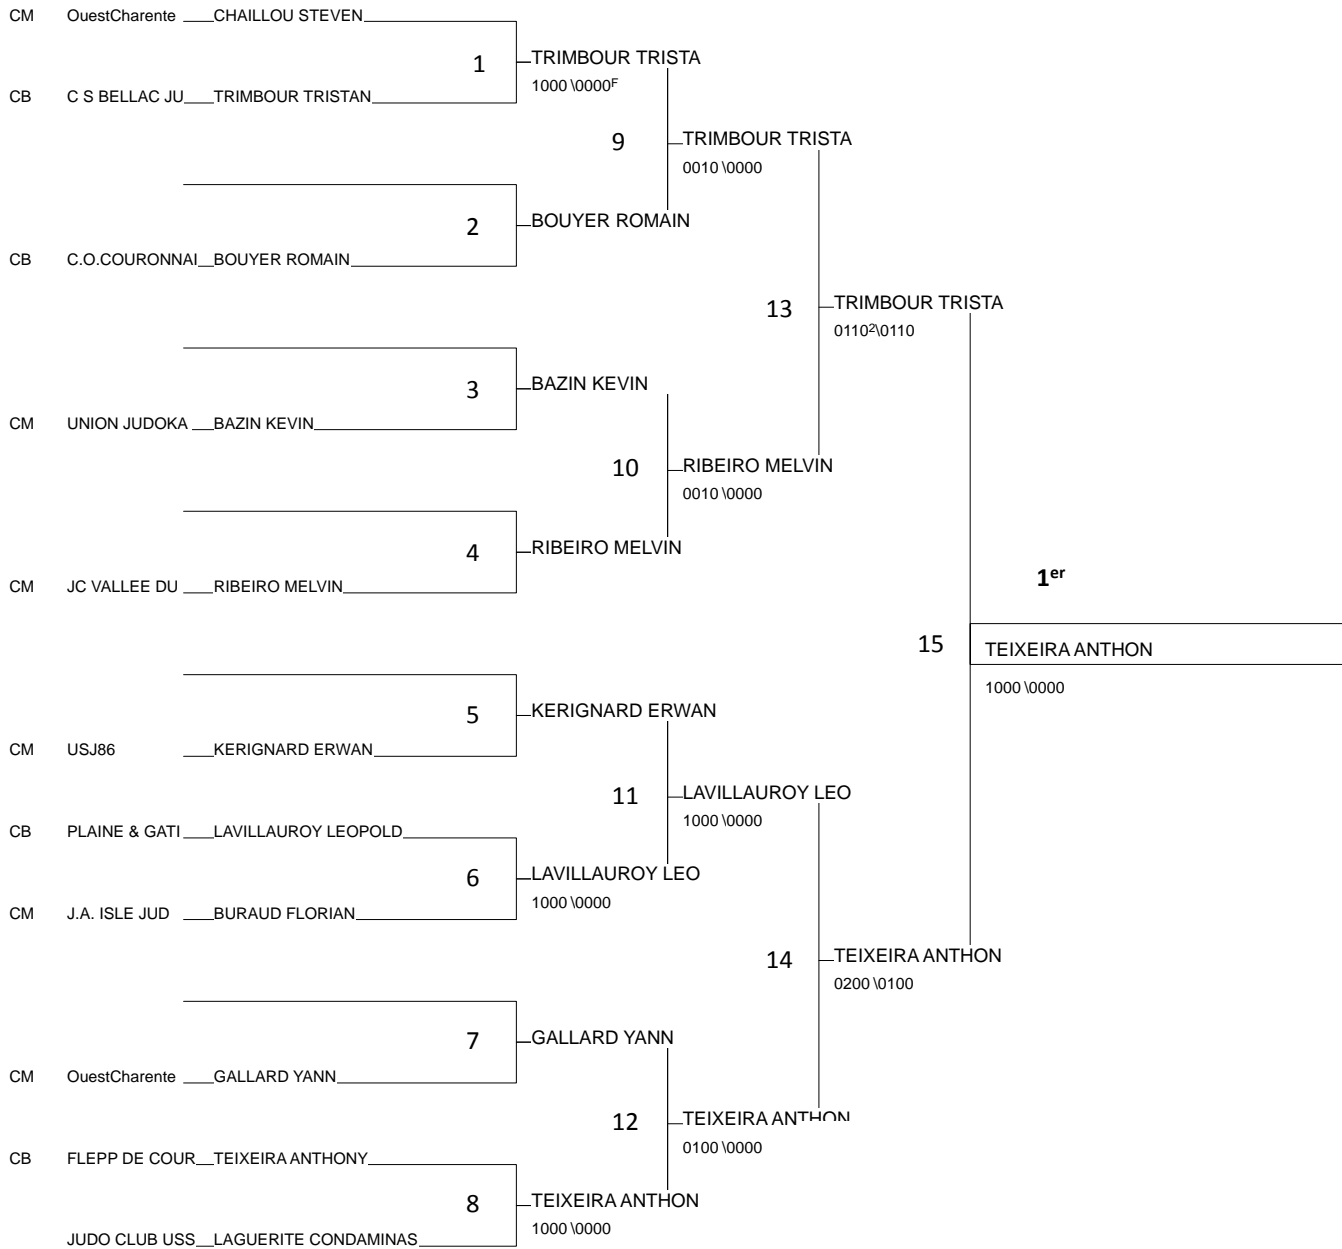 CM OuestCharente CHAILLOU STEVEN
1 TRIMBOUR TRISTA
1000 \0000F
CB C S BELLAC JU TRIMBOUR TRISTAN
9 TRIMBOUR TRISTA
0010 \0000
2 BOUYER ROMAIN
CB C.O.COURONNAI BOUYER ROMAIN
13 TRIMBOUR TRISTA
0110²\0110
3 BAZIN KEVIN
CM UNION JUDOKA BAZIN KEVIN
10 RIBEIRO MELVIN
0010 \0000
4 RIBEIRO MELVIN
CM JC VALLEE DU RIBEIRO MELVIN
1er
15 TEIXEIRA ANTHON
1000 \0000
5 KERIGNARD ERWAN
CM USJ86 KERIGNARD ERWAN
11 LAVILLAUROY LEO
1000 \0000
CB PLAINE & GATI LAVILLAUROY LEOPOLD
6 LAVILLAUROY LEO
1000 \0000
CM J.A. ISLE JUD BURAUD FLORIAN
14 TEIXEIRA ANTHON
0200 \0100
7 GALLARD YANN
CM OuestCharente GALLARD YANN
12 TEIXEIRA ANTHON
0100 \0000
CB FLEPP DE COUR TEIXEIRA ANTHONY
8 TEIXEIRA ANTHON
1000 \0000
JUDO CLUB USS LAGUERITE CONDAMINAS